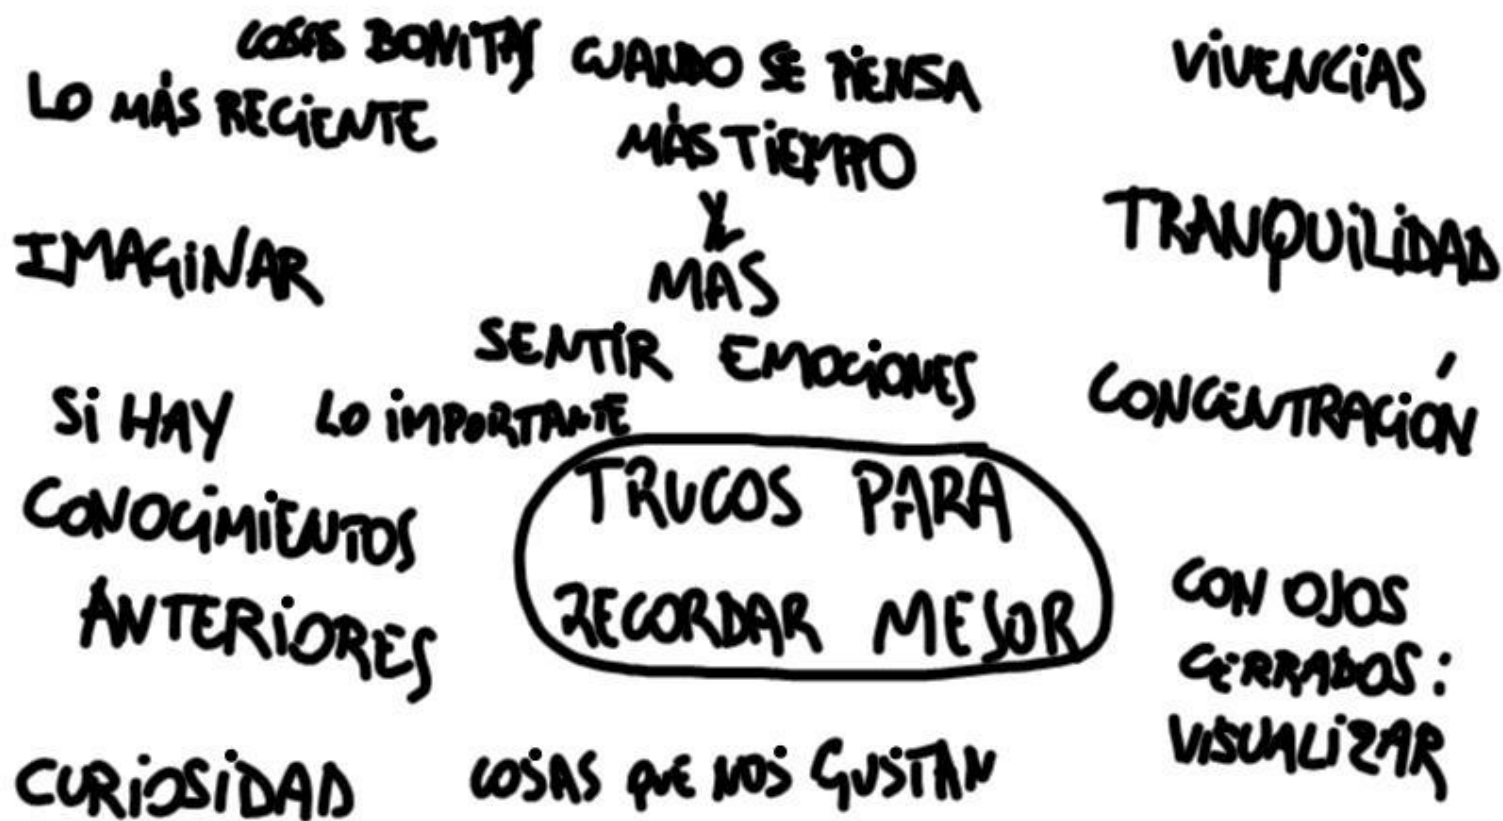 COSAS BONITAS
CUANDO SE PIENSA
MÁS TIEMPO
Y
MAS
VIVENCIAS
LO MÁS RECIENTE
TRANQUILIDAD
IMAGINAR
SENTIR EMOCIONES
CONCENTRACIÓN
SI HAY
CONOCIMIENTOS
ANTERIORES
LO IMPORTANTE
TRUCOS PARA
RECORDAR MEJOR
CON OJOS
CERRADOS:
VISUALIZAR
CURIOSIDAD
COSAS QUE NOS GUSTAN